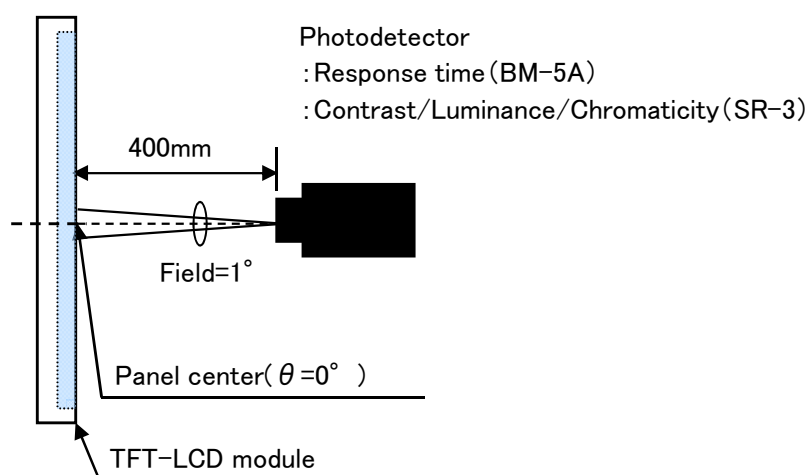 Photodetector
:Response time(BM-5A)
:Contrast/Luminance/Chromaticity(SR-3)
400mm
Field=1°
Panel center(θ=0° )
TFT-LCD module